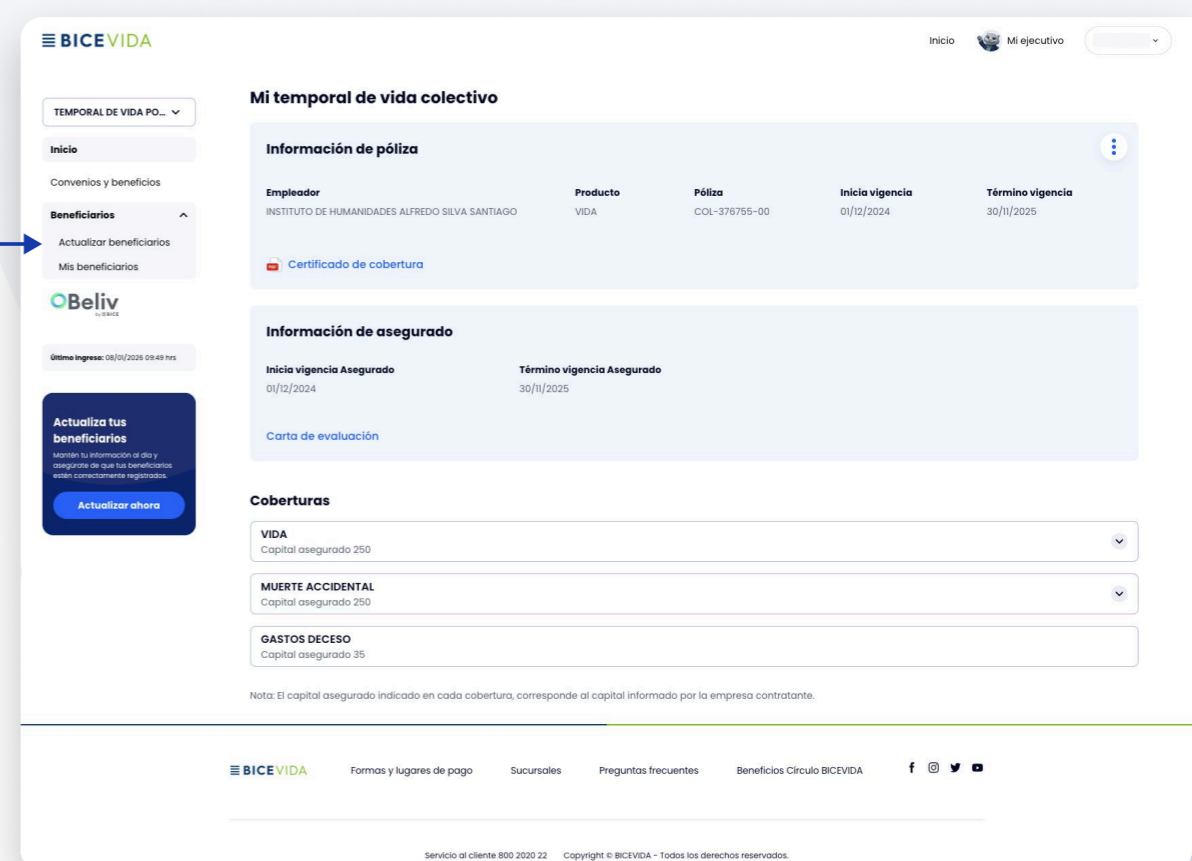 BICEVIDA
Inicio
Mi ejecutivo
TEMPORAL DE VIDA PO...
Inicio
Convenios y beneficios
Beneficiarios
Actualizar beneficiarios
Mis beneficiarios
Beliv
by BICE
Último ingreso: 08/01/2026 09:49 hrs
Actualiza tus
beneficiarios
Mantén tu información al día y
asegúrate de que tus beneficiarios
estén correctamente registrados.
Actualizar ahora
Mi temporal de vida colectivo
Información de póliza
Empleador Producto Póliza Inicia vigencia Término vigencia
INSTITUTO DE HUMANIDADES ALFREDO SILVA SANTIAGO VIDA COL-376755-00 01/12/2024 30/11/2025
PDF Certificado de cobertura
Información de asegurado
Inicia vigencia Asegurado Término vigencia Asegurado
01/12/2024 30/11/2025
Carta de evaluación
Coberturas
VIDA
Capital asegurado 250
MUERTE ACCIDENTAL
Capital asegurado 250
GASTOS DECESO
Capital asegurado 35
Nota: El capital asegurado indicado en cada cobertura, corresponde al capital informado por la empresa contratante.
BICEVIDA Formas y lugares de pago Sucursales Preguntas frecuentes Beneficios Círculo BICEVIDA
Servicio al cliente 800 2020 22 Copyright © BICEVIDA - Todos los derechos reservados.